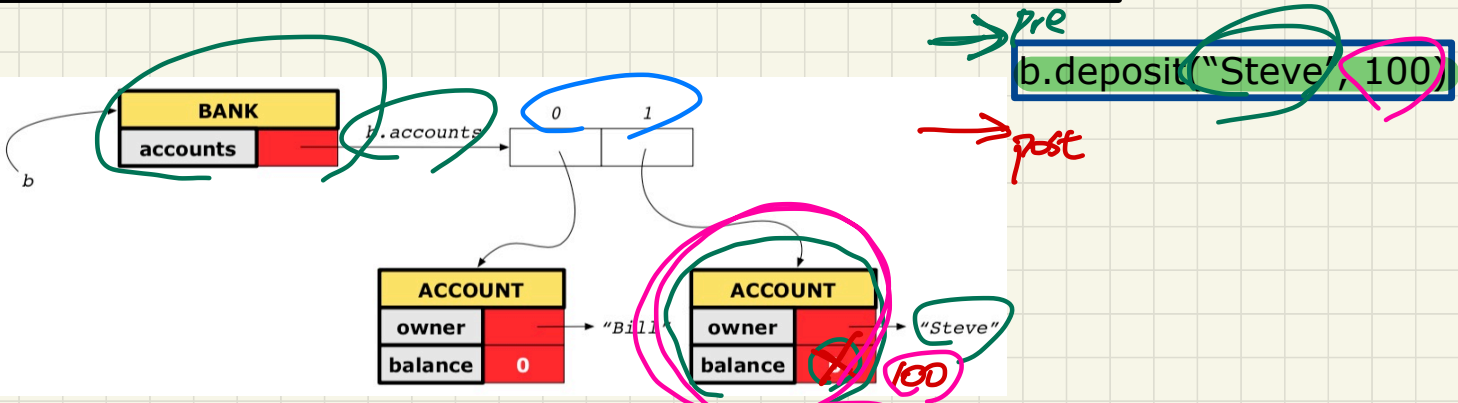 pre
b.deposit(“Steve”, 100)
post
BANK
accounts
b.accounts
0 1
b
ACCOUNT
owner
“Bill”
balance
0
ACCOUNT
owner
“Steve”
balance
100